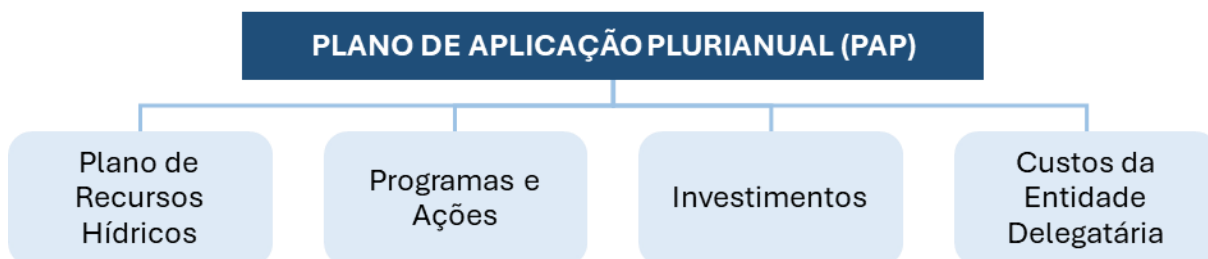 PLANO DE APLICAÇÃO PLURIANUAL (PAP)
Plano de
Recursos
Hídricos
Programas e
Ações
Investimentos
Custos da
Entidade
Delegatária